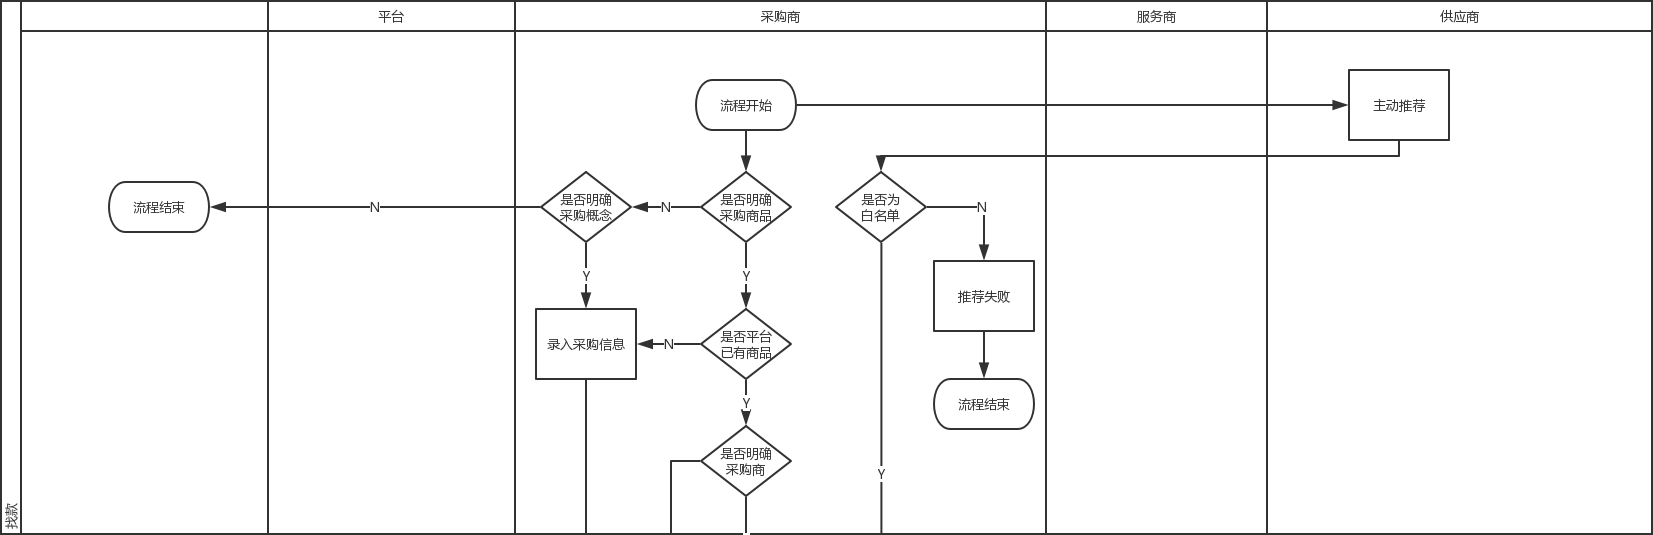 平台
采购商
服务商
供应商
流程开始
主动推荐
流程结束
N
是否明确
采购概念
N
是否明确
采购商品
是否为
白名单
N
Y
Y
推荐失败
录入采购信息
N
是否平台
已有商品
Y
流程结束
是否明确
采购商
Y
找款